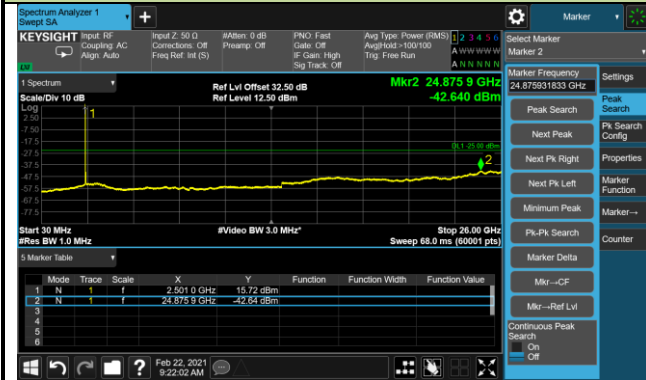 Spectrum Analyzer 1
Swept SA
Marker
KEYSIGHT
Input: RF
Coupling: AC
Align: Auto
Input Z: 50 Ω
Corrections: Off
Freq Ref: Int (S)
#Atten: 0 dB
Preamp: Off
PNO: Fast
Gate: Off
IF Gain: High
Sig Track: Off
Avg Type: Power (RMS)
Avg|Hold:>100/100
Trig: Free Run
1 2 3 4 5 6
A W W W W W
A N N N N N
LXI
Select Marker
Marker 2
1 Spectrum
Scale/Div 10 dB
Log
Ref Lvl Offset 32.50 dB
Ref Level 12.50 dBm
Mkr2 24.875 9 GHz
-42.640 dBm
1
2.50
-7.50
-17.5
-27.5
-37.5
-47.5
-57.5
-67.5
-77.5
DL1 -25.00 dBm
2
Start 30 MHz
#Res BW 1.0 MHz
#Video BW 3.0 MHz*
Stop 26.00 GHz
Sweep 68.0 ms (60001 pts)
5 Marker Table
Mode Trace Scale X Y Function Function Width Function Value
1 N 1 f 2.501 0 GHz 15.72 dBm
2 N 1 f 24.875 9 GHz -42.64 dBm
3
4
5
6
Marker Frequency
24.875931833 GHz
Peak Search
Next Peak
Next Pk Right
Next Pk Left
Minimum Peak
Pk-Pk Search
Marker Delta
Mkr→CF
Mkr→Ref Lvl
Continuous Peak
Search
On
Off
Settings
Peak
Search
Pk Search
Config
Properties
Marker
Function
Marker→
Counter
?
Feb 22, 2021
9:22:02 AM